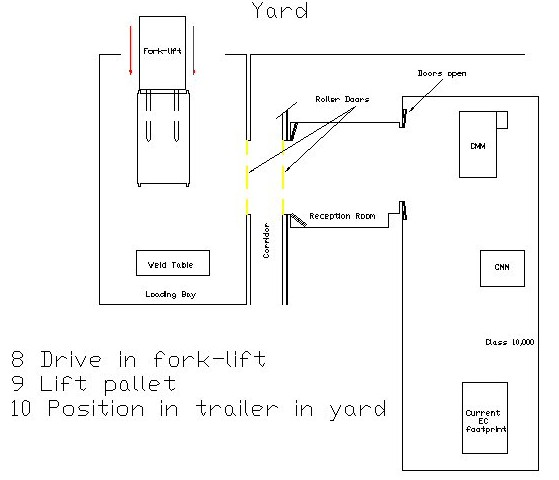 Yard
Fork-lift
Doors open
Roller Doors
CMM
Reception Room
Corridor
Weld Table
CNN
Loading Bay
Class 10,000
8 Drive in fork-lift
9 Lift pallet
10 Position in trailer in yard
Current
EC
footprint